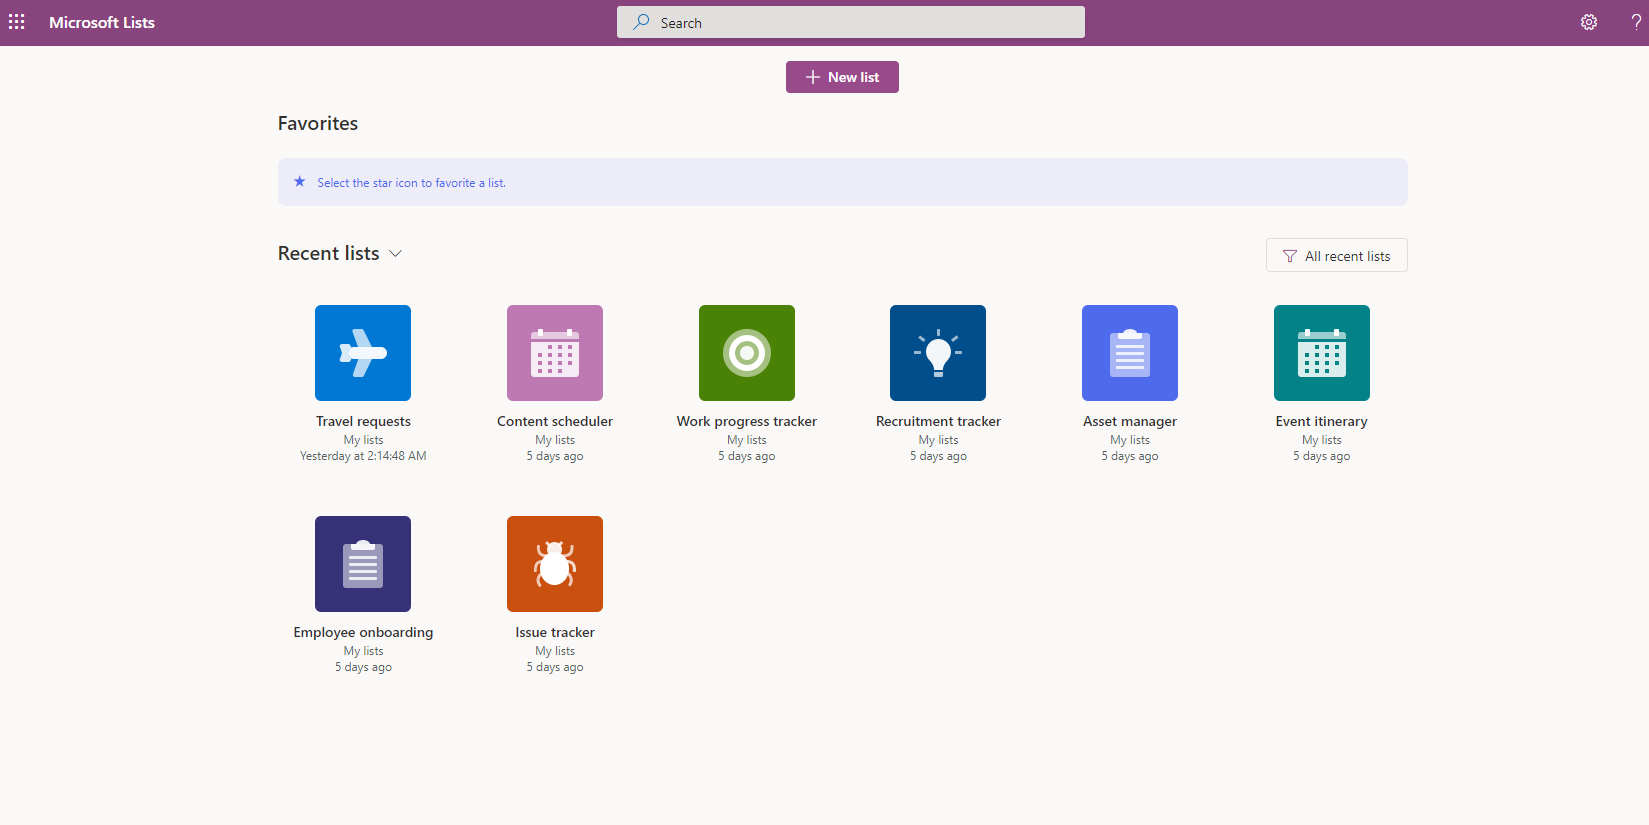 Microsoft Lists
Search
?
New list
Favorites
Select the star icon to favorite a list.
Recent lists
All recent lists
Travel requests
My lists
Yesterday at 2:14:48 AM
Content scheduler
My lists
5 days ago
Work progress tracker
My lists
5 days ago
Recruitment tracker
My lists
5 days ago
Asset manager
My lists
5 days ago
Event itinerary
My lists
5 days ago
Employee onboarding
My lists
5 days ago
Issue tracker
My lists
5 days ago